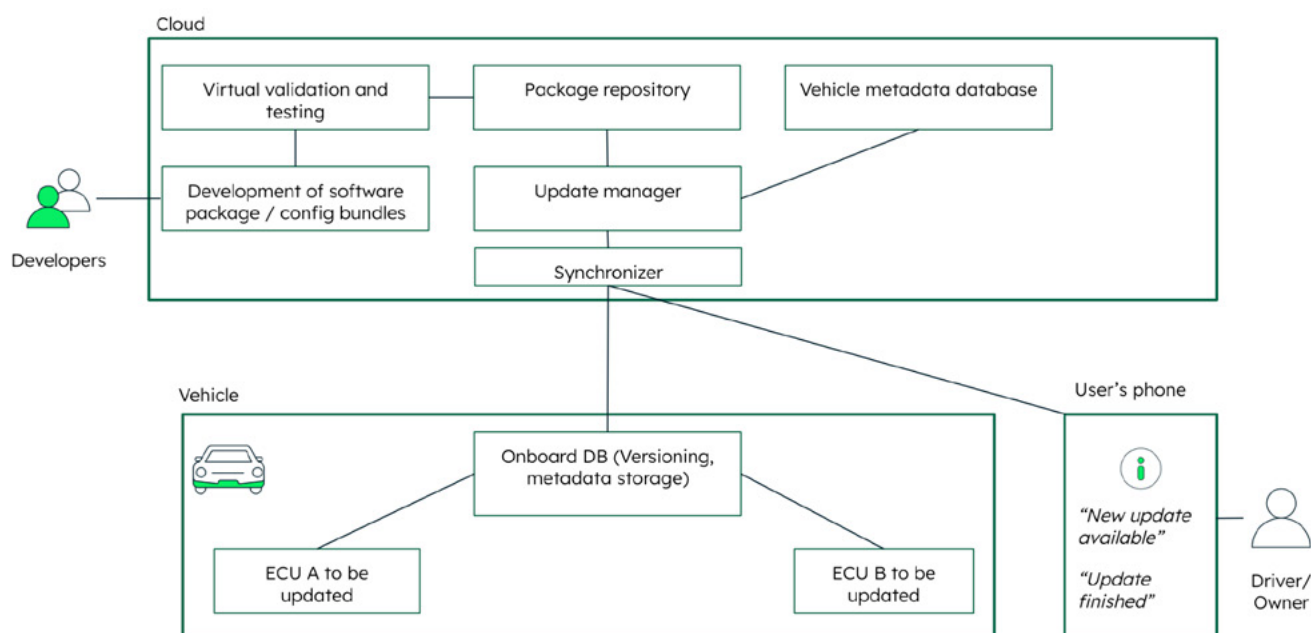 Cloud
Virtual validation and
testing
Package repository
Vehicle metadata database
Development of software
package / config bundles
Update manager
Developers
Synchronizer
Vehicle
User’s phone
Onboard DB (Versioning,
metadata storage)
“New update
available”
ECU A to be
updated
ECU B to be
updated
“Update
finished”
Driver/
Owner